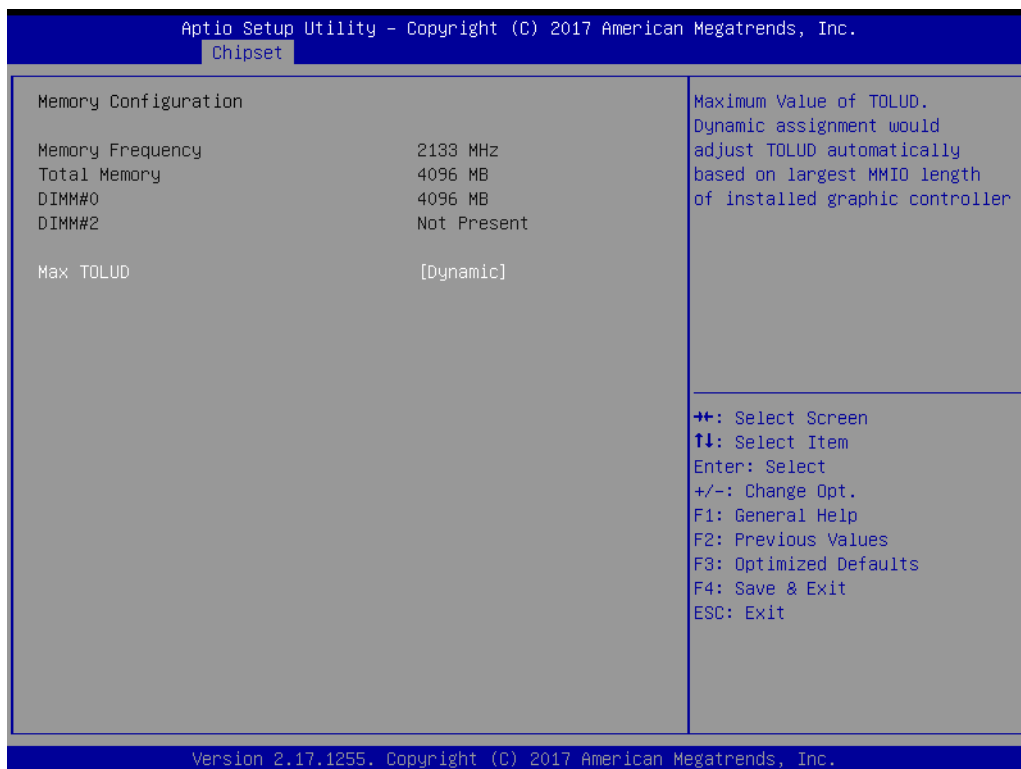 Aptio Setup Utility – Copyright (C) 2017 American Megatrends, Inc.
Chipset
Memory Configuration
Memory Frequency 2133 MHz
Total Memory 4096 MB
DIMM#0 4096 MB
DIMM#2 Not Present
Max TOLUD [Dynamic]
Maximum Value of TOLUD.
Dynamic assignment would
adjust TOLUD automatically
based on largest MMIO length
of installed graphic controller
→←: Select Screen
↑↓: Select Item
Enter: Select
+/-: Change Opt.
F1: General Help
F2: Previous Values
F3: Optimized Defaults
F4: Save & Exit
ESC: Exit
Version 2.17.1255. Copyright (C) 2017 American Megatrends, Inc.